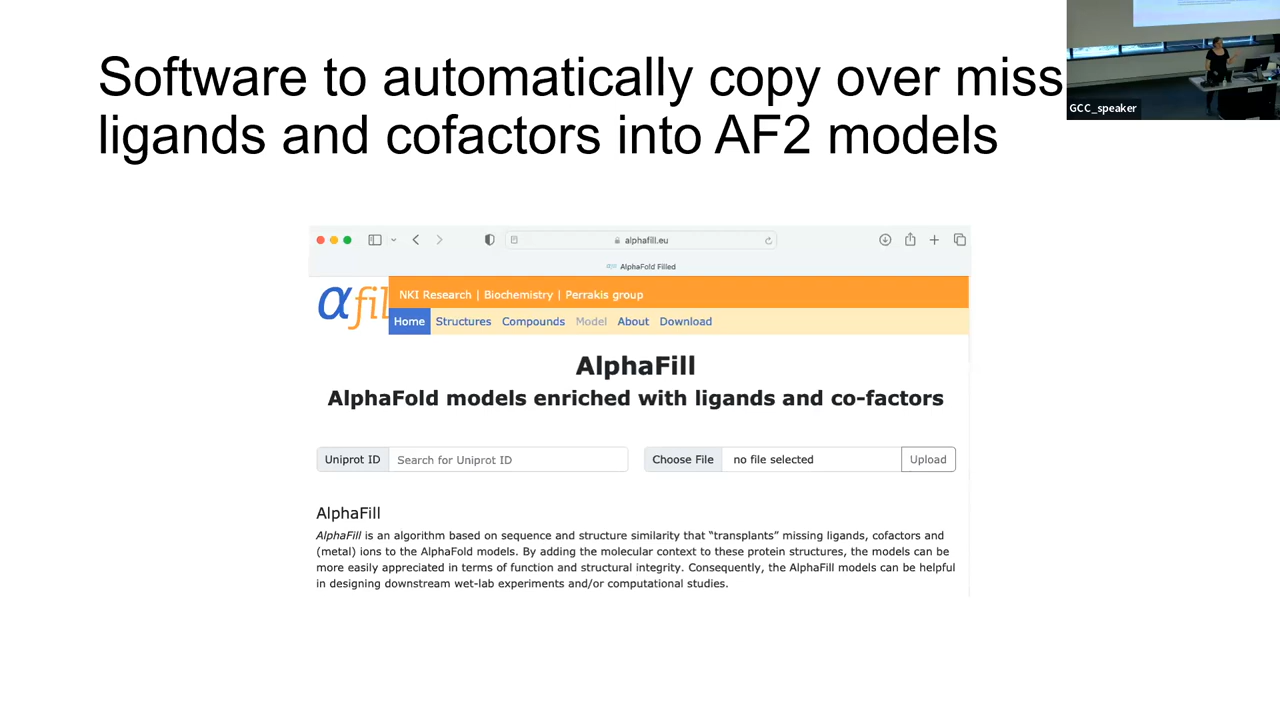 Software to automatically copy over miss
ligands and cofactors into AF2 models
GCC_speaker
alphafill.eu
AlphaFold Filled
αfil
NKI Research | Biochemistry | Perrakis group
Home Structures Compounds Model About Download
AlphaFill
AlphaFold models enriched with ligands and co-factors
Uniprot ID Search for Uniprot ID Choose File no file selected Upload
AlphaFill
AlphaFill is an algorithm based on sequence and structure similarity that “transplants” missing ligands, cofactors and
(metal) ions to the AlphaFold models. By adding the molecular context to these protein structures, the models can be
more easily appreciated in terms of function and structural integrity. Consequently, the AlphaFill models can be helpful
in designing downstream wet-lab experiments and/or computational studies.